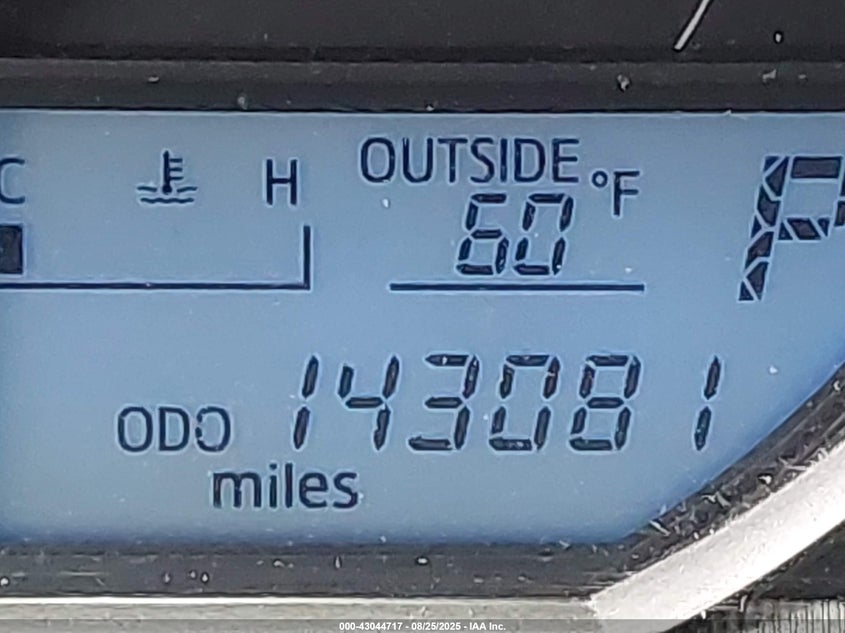 C H OUTSIDE °F P
60
ODO 143081
miles
000-43044717 - 08/25/2025 - IAA Inc.